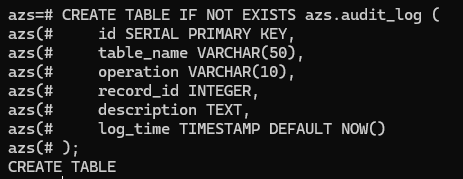 azs=# CREATE TABLE IF NOT EXISTS azs.audit_log (
azs(#     id SERIAL PRIMARY KEY,
azs(#     table_name VARCHAR(50),
azs(#     operation VARCHAR(10),
azs(#     record_id INTEGER,
azs(#     description TEXT,
azs(#     log_time TIMESTAMP DEFAULT NOW()
azs(# );
CREATE TABLE